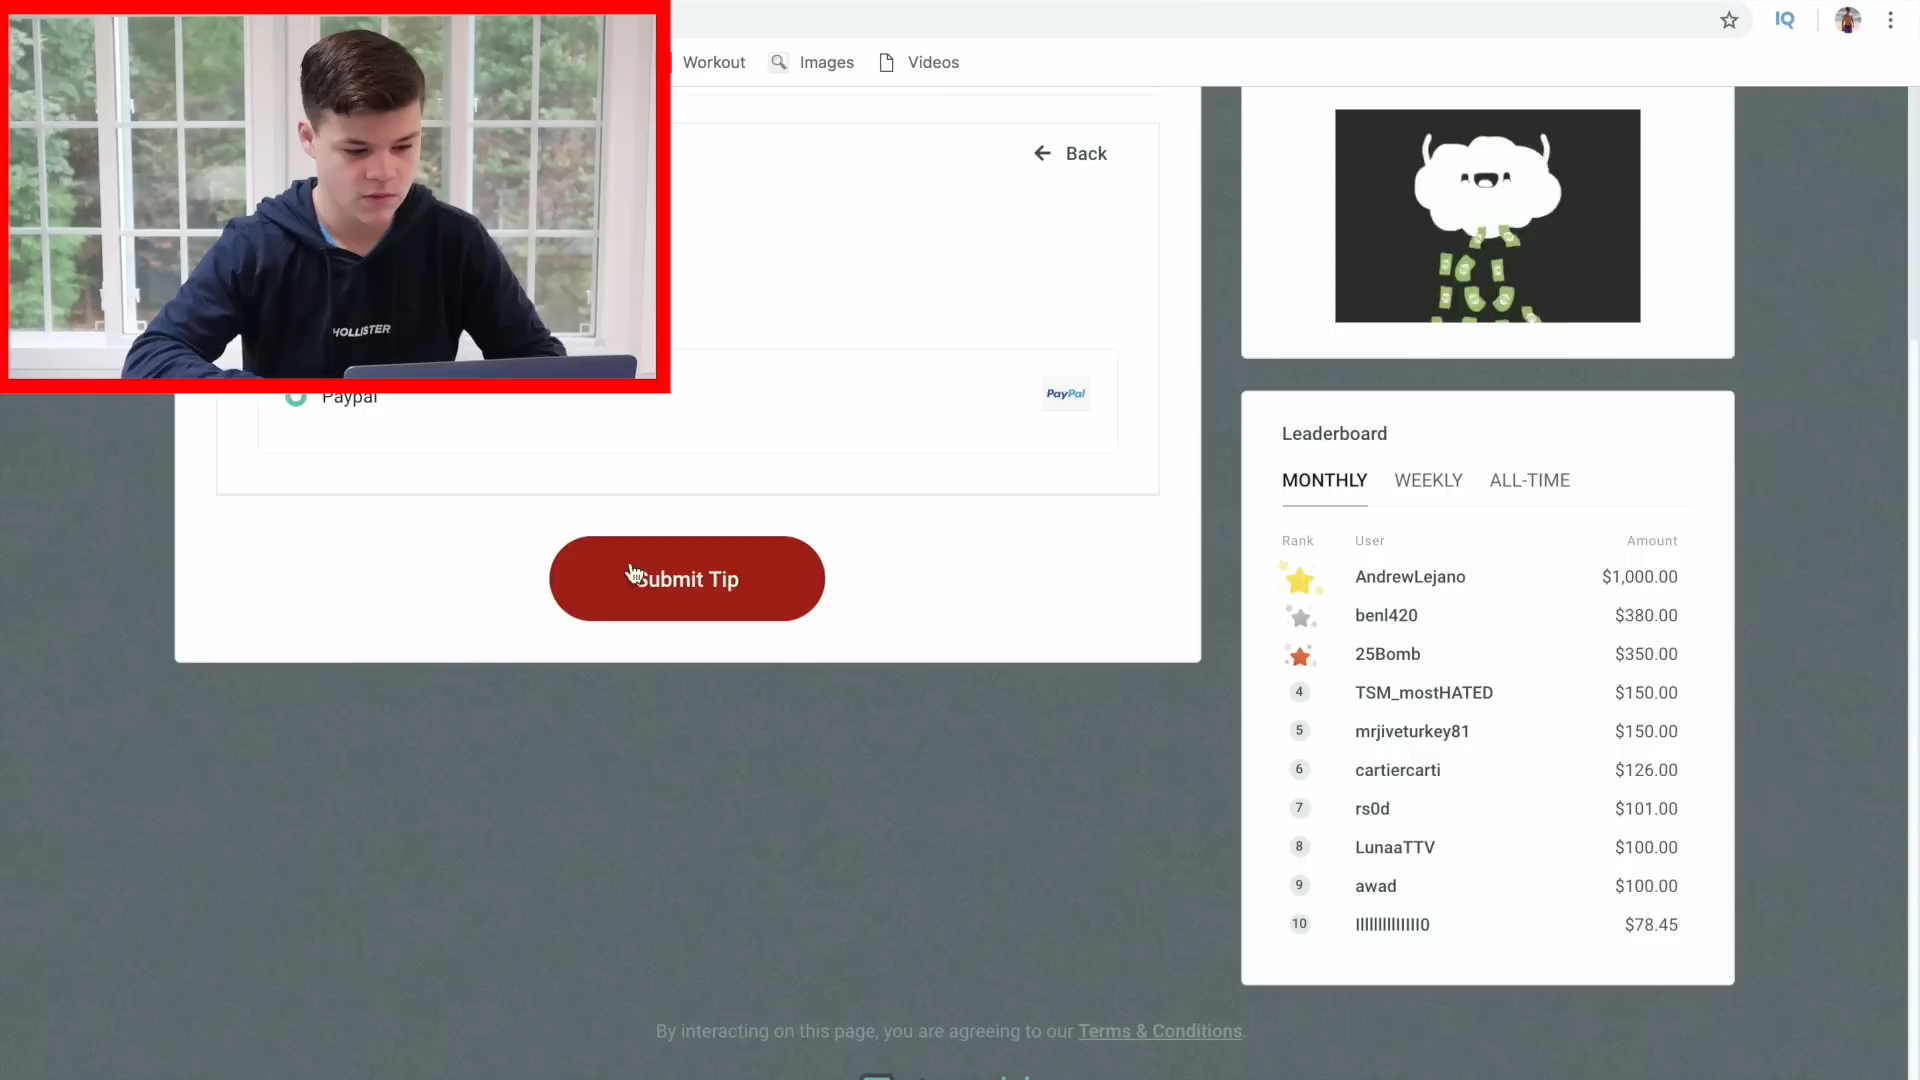 IQ
Workout
Images
Videos
Back
HOLLISTER
Paypal
PayPal
Submit Tip
Leaderboard
MONTHLY WEEKLY ALL-TIME
Rank User Amount
AndrewLejano $1,000.00
benl420 $380.00
25Bomb $350.00
4 TSM_mostHATED $150.00
5 mrjiveturkey81 $150.00
6 cartiercarti $126.00
7 rs0d $101.00
8 LunaaTTV $100.00
9 awad $100.00
10 $78.45
By interacting on this page, you are agreeing to our Terms & Conditions.